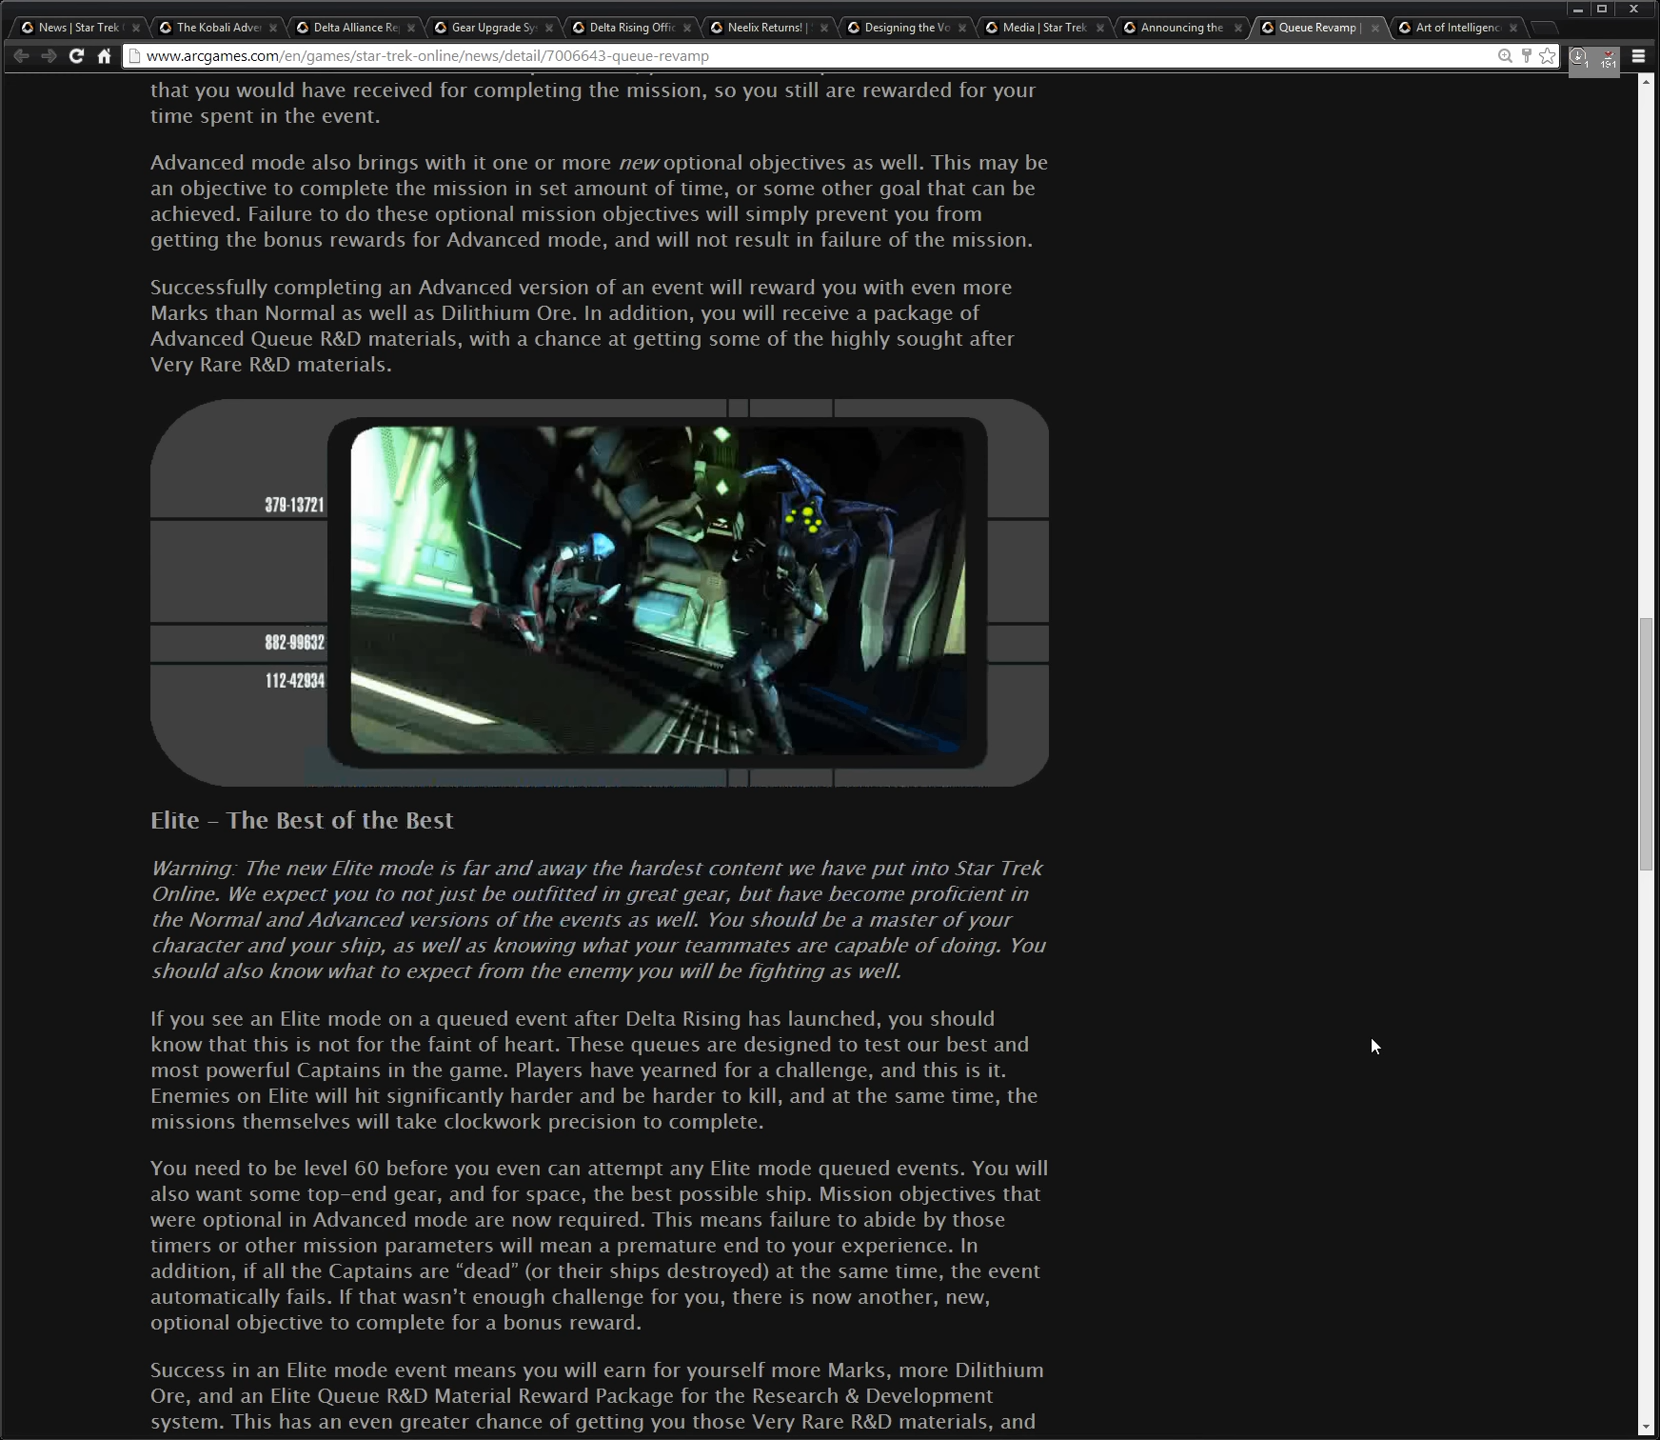 News | Star Trek
The Kobali Adve
Delta Alliance Re
Gear Upgrade Sy
Delta Rising Offic
Neelix Returns! |
Designing the Vo
Media | Star Trek
Announcing the
Queue Revamp |
Art of Intelligenc
www.arcgames.com/en/games/star-trek-online/news/detail/7006643-queue-revamp
1
191
that you would have received for completing the mission, so you still are rewarded for your
time spent in the event.
Advanced mode also brings with it one or more new optional objectives as well. This may be
an objective to complete the mission in set amount of time, or some other goal that can be
achieved. Failure to do these optional mission objectives will simply prevent you from
getting the bonus rewards for Advanced mode, and will not result in failure of the mission.
Successfully completing an Advanced version of an event will reward you with even more
Marks than Normal as well as Dilithium Ore. In addition, you will receive a package of
Advanced Queue R&D materials, with a chance at getting some of the highly sought after
Very Rare R&D materials.
379-13721
882-99632
112-42934
Elite – The Best of the Best
Warning: The new Elite mode is far and away the hardest content we have put into Star Trek
Online. We expect you to not just be outfitted in great gear, but have become proficient in
the Normal and Advanced versions of the events as well. You should be a master of your
character and your ship, as well as knowing what your teammates are capable of doing. You
should also know what to expect from the enemy you will be fighting as well.
If you see an Elite mode on a queued event after Delta Rising has launched, you should
know that this is not for the faint of heart. These queues are designed to test our best and
most powerful Captains in the game. Players have yearned for a challenge, and this is it.
Enemies on Elite will hit significantly harder and be harder to kill, and at the same time, the
missions themselves will take clockwork precision to complete.
You need to be level 60 before you even can attempt any Elite mode queued events. You will
also want some top-end gear, and for space, the best possible ship. Mission objectives that
were optional in Advanced mode are now required. This means failure to abide by those
timers or other mission parameters will mean a premature end to your experience. In
addition, if all the Captains are “dead” (or their ships destroyed) at the same time, the event
automatically fails. If that wasn’t enough challenge for you, there is now another, new,
optional objective to complete for a bonus reward.
Success in an Elite mode event means you will earn for yourself more Marks, more Dilithium
Ore, and an Elite Queue R&D Material Reward Package for the Research & Development
system. This has an even greater chance of getting you those Very Rare R&D materials, and